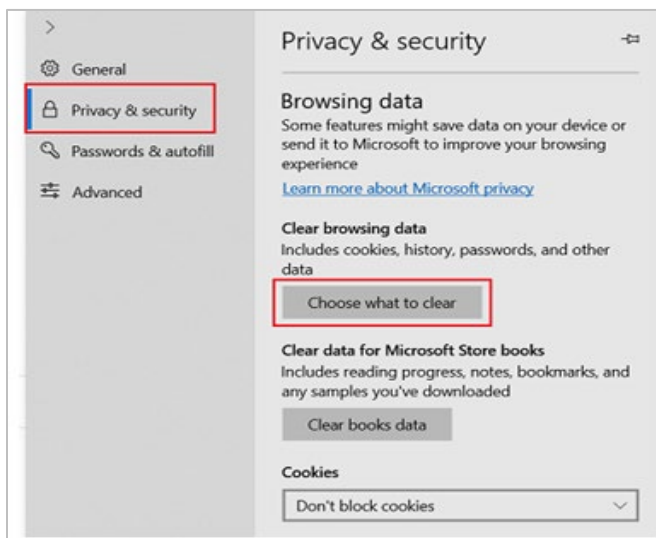 General
Privacy & security
Passwords & autofill
Advanced
Privacy & security
Browsing data
Some features might save data on your device or
send it to Microsoft to improve your browsing
experience
Learn more about Microsoft privacy
Clear browsing data
Includes cookies, history, passwords, and other
data
Choose what to clear
Clear data for Microsoft Store books
Includes reading progress, notes, bookmarks, and
any samples you've downloaded
Clear books data
Cookies
Don't block cookies